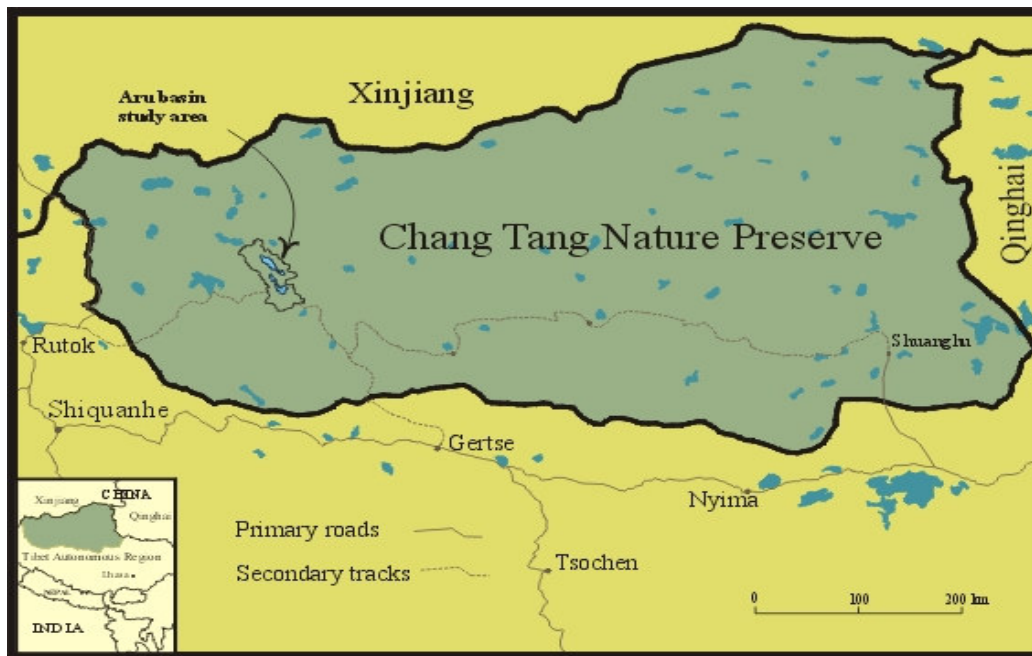 Xinjiang
Aru basin
study area
Chang Tang Nature Preserve
Qinghai
Rutok
Shuanghu
Shiquanhe
Gertse
Nyima
Primary roads
Secondary tracks
Tsochen
0 100 200 km
CHINA
Xinjiang
Qinghai
Tibet Autonomous Region
Lhasa
NEPAL
INDIA